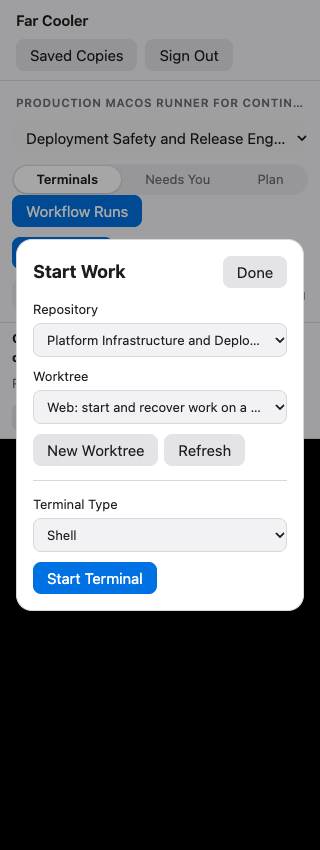 Far Cooler
Saved Copies
Sign Out
PRODUCTION MACOS RUNNER FOR CONTIN...
Deployment Safety and Release Eng...
Terminals
Needs You
Plan
Workflow Runs
Start Work
Done
Repository
Platform Infrastructure and Deplo...
Worktree
Web: start and recover work on a ...
New Worktree
Refresh
Terminal Type
Shell
Start Terminal